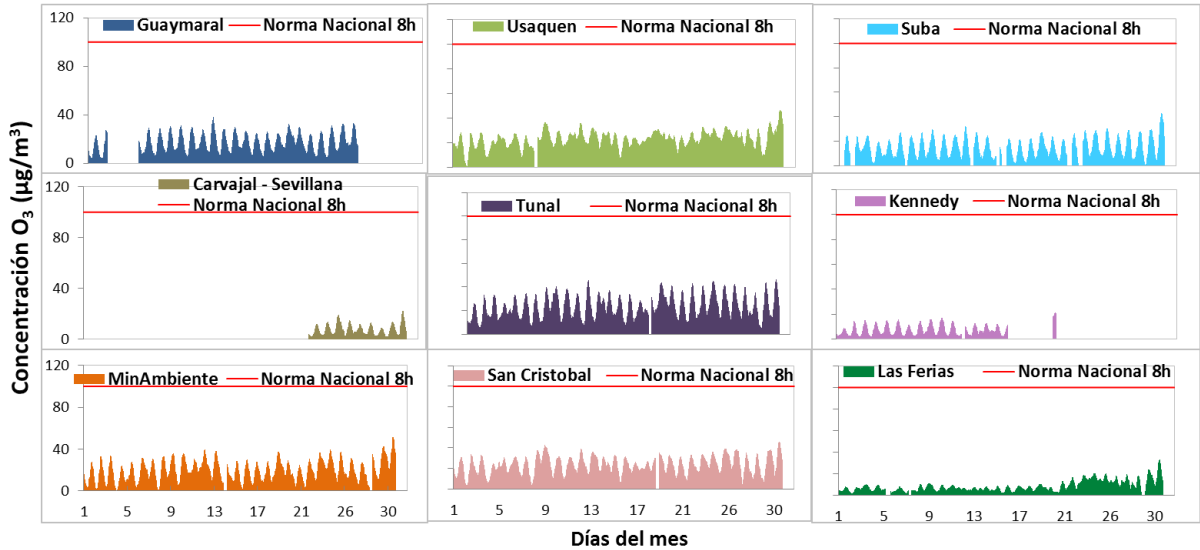 Concentración O₃ (µg/m³)
120
80
40
0
Guaymaral
Norma Nacional 8h
Usaquen
Norma Nacional 8h
Suba
Norma Nacional 8h
120
80
40
0
Carvajal - Sevillana
Norma Nacional 8h
Tunal
Norma Nacional 8h
Kennedy
Norma Nacional 8h
120
80
40
0
MinAmbiente
Norma Nacional 8h
San Cristobal
Norma Nacional 8h
Las Ferias
Norma Nacional 8h
1 5 9 13 17 21 26 30
1 5 9 13 17 21 26 30
1 5 9 13 17 21 26 30
Días del mes